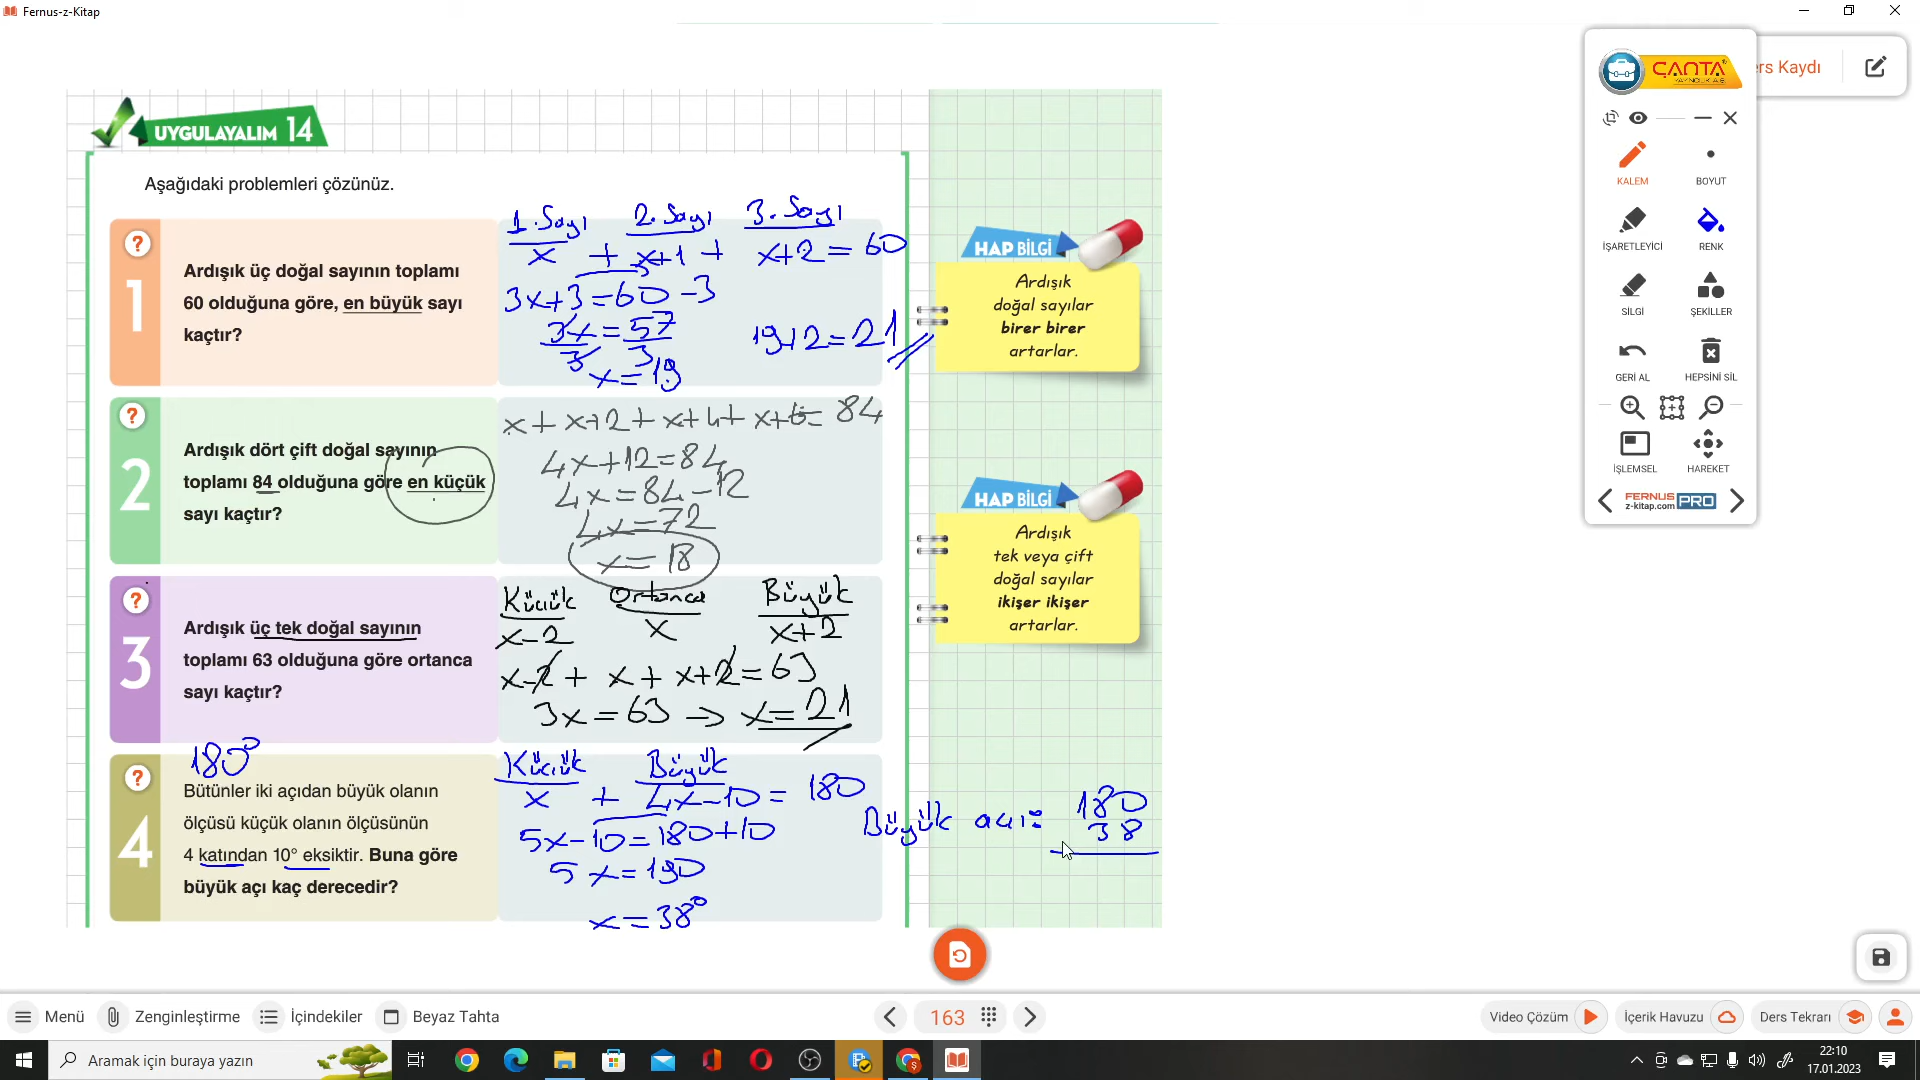 Fernus-z-Kitap
ÇANTA
YAYINCILIK A.Ş.
ers Kaydı
UYGULAYALIM 14
Aşağıdaki problemleri çözünüz.
?
1
Ardışık üç doğal sayının toplamı
60 olduğuna göre, en büyük sayı
kaçtır?
1. Sayı 2. Sayı 3. Sayı
x + x+1 + x+2 = 60
3x+3=60-3
3x = 57
3 3
x = 19
19+2=21
HAP BİLGİ
Ardışık
doğal sayılar
birer birer
artarlar.
?
2
Ardışık dört çift doğal sayının
toplamı 84 olduğuna göre en küçük
sayı kaçtır?
x + x+2 + x+4 + x+6 = 84
4x+12=84
4x=84-12
4x=72
x=18
HAP BİLGİ
Ardışık
tek veya çift
doğal sayılar
ikişer ikişer
artarlar.
?
3
Ardışık üç tek doğal sayının
toplamı 63 olduğuna göre ortanca
sayı kaçtır?
Küçük Ortanca Büyük
x-2 x x+2
x-2 + x + x+2 = 63
3x = 63 → x = 21
?
4
180°
Bütünler iki açıdan büyük olanın
ölçüsü küçük olanın ölçüsünün
4 katından 10° eksiktir. Buna göre
büyük açı kaç derecedir?
Küçük Büyük
x + 4x-10 = 180
5x-10=180+10
5x=190
x=38°
Büyük açı: 180
38
KALEM BOYUT
İŞARETLEYİCİ RENK
SİLGİ ŞEKİLLER
GERİ AL HEPSİNİ SİL
İŞLEMSEL HAREKET
FERNUS PRO
z-kitap.com
Menü Zenginleştirme İçindekiler Beyaz Tahta 163 Video Çözüm İçerik Havuzu Ders Tekrarı
Aramak için buraya yazın
22:10
17.01.2023